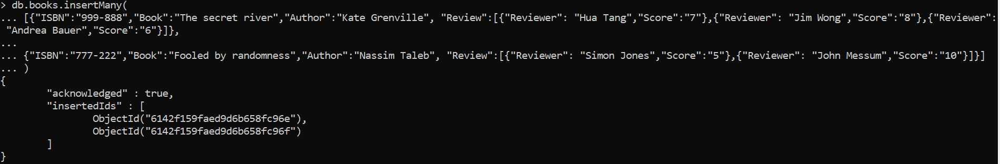 > db.books.insertMany(
... [{"ISBN":"999-888","Book":"The secret river","Author":"Kate Grenville", "Review":[{"Reviewer": "Hua Tang","Score":"7"},{"Reviewer": "Jim Wong","Score":"8"},{"Reviewer":
"Andrea Bauer","Score":"6"}]},
...
... {"ISBN":"777-222","Book":"Fooled by randomness","Author":"Nassim Taleb", "Review":[{"Reviewer": "Simon Jones","Score":"5"},{"Reviewer": "John Messum","Score":"10"}]}]
... )
{
        "acknowledged" : true,
        "insertedIds" : [
                ObjectId("6142f159faed9d6b658fc96e"),
                ObjectId("6142f159faed9d6b658fc96f")
        ]
}